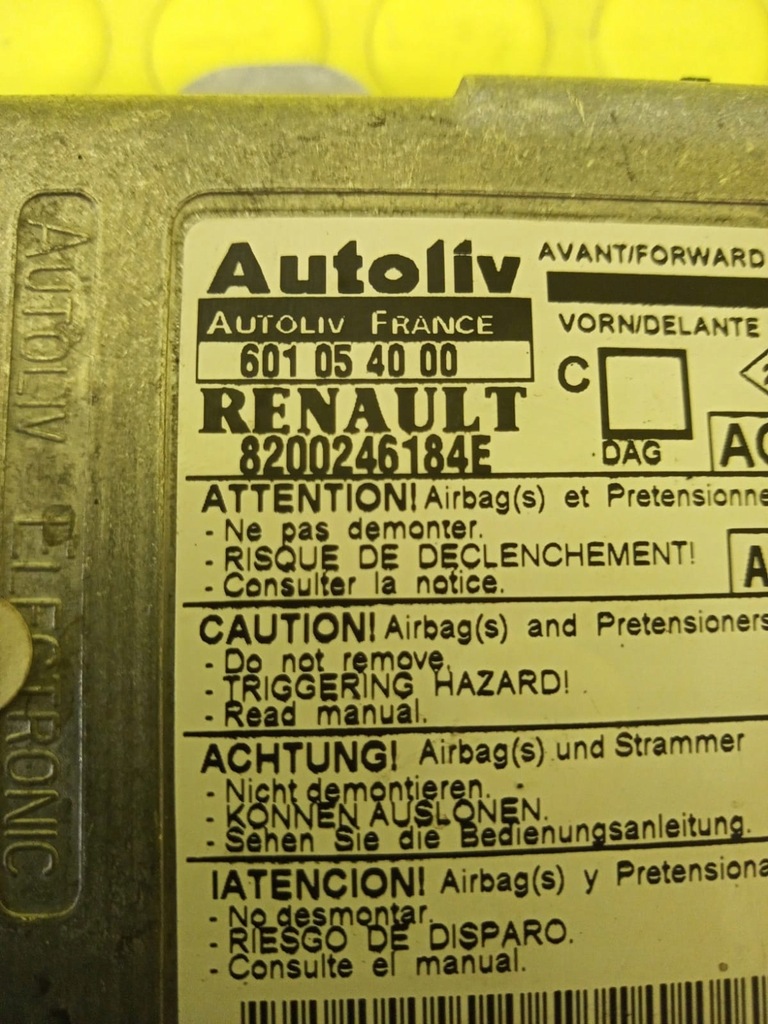 AUTOLIV ELECTRONIC
Autoliv
AVANT/FORWARD
AUTOLIV FRANCE
VORN/DELANTE
601 05 40 00
C
RENAULT
8200246184E
DAG
ATTENTION! Airbag(s) et Pretensionne
- Ne pas demonter.
- RISQUE DE DECLENCHEMENT!
- Consulter la notice.
CAUTION! Airbag(s) and Pretensioners
- Do not remove.
- TRIGGERING HAZARD!
- Read manual.
ACHTUNG! Airbag(s) und Strammer
- Nicht demontieren.
- KONNEN AUSLONEN.
- Sehen Sie die Bedienungsanleitung.
IATENCION! Airbag(s) y Pretensiona
- No desmontar.
- RIESGO DE DISPARO.
- Consulte el manual.